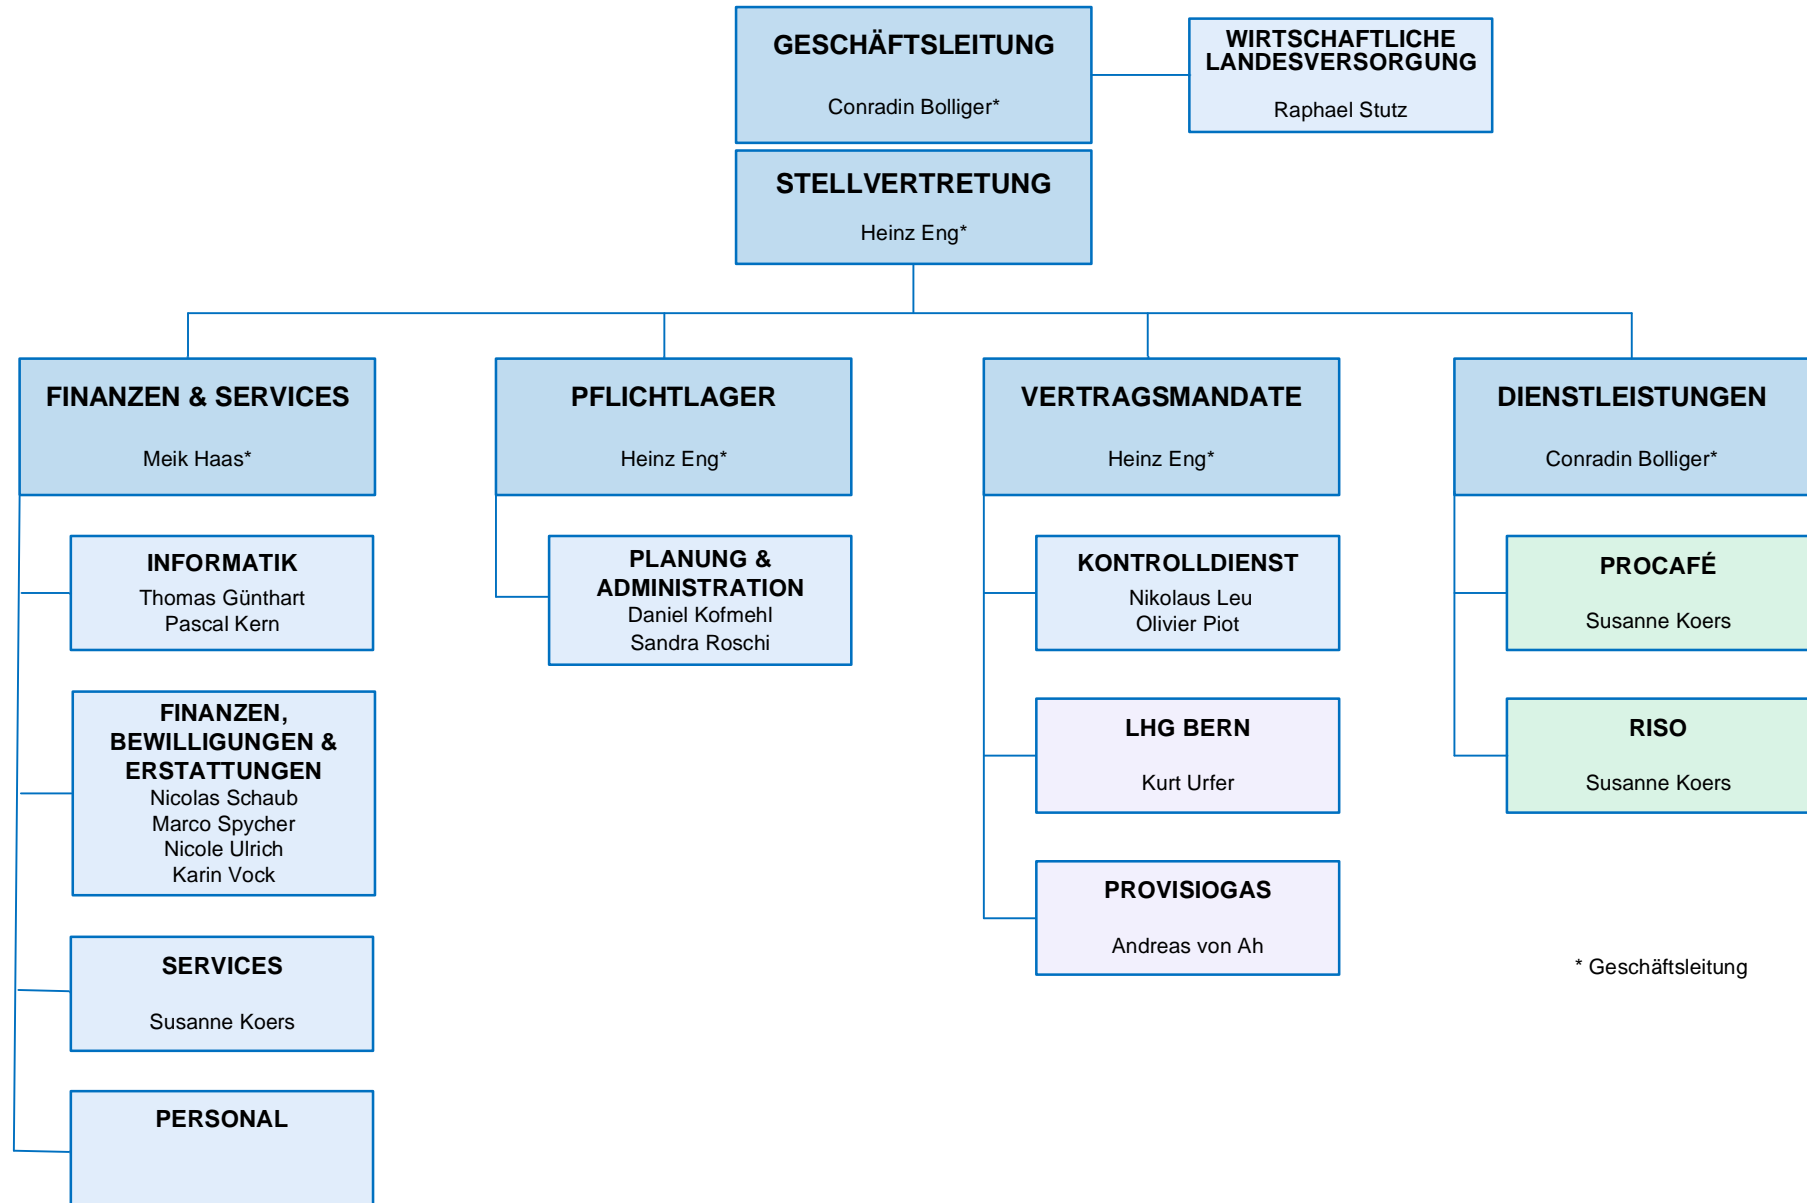 GESCHÄFTSLEITUNG
Conradin Bolliger*
WIRTSCHAFTLICHE
LANDESVERSORGUNG
Raphael Stutz
STELLVERTRETUNG
Heinz Eng*
FINANZEN & SERVICES
Meik Haas*
INFORMATIK
Thomas Günthart
Pascal Kern
FINANZEN,
BEWILLIGUNGEN &
ERSTATTUNGEN
Nicolas Schaub
Marco Spycher
Nicole Ulrich
Karin Vock
SERVICES
Susanne Koers
PERSONAL
PFLICHTLAGER
Heinz Eng*
PLANUNG &
ADMINISTRATION
Daniel Kofmehl
Sandra Roschi
VERTRAGSMANDATE
Heinz Eng*
KONTROLLDIENST
Nikolaus Leu
Olivier Piot
LHG BERN
Kurt Urfer
PROVISIOGAS
Andreas von Ah
DIENSTLEISTUNGEN
Conradin Bolliger*
PROCAFÉ
Susanne Koers
RISO
Susanne Koers
* Geschäftsleitung